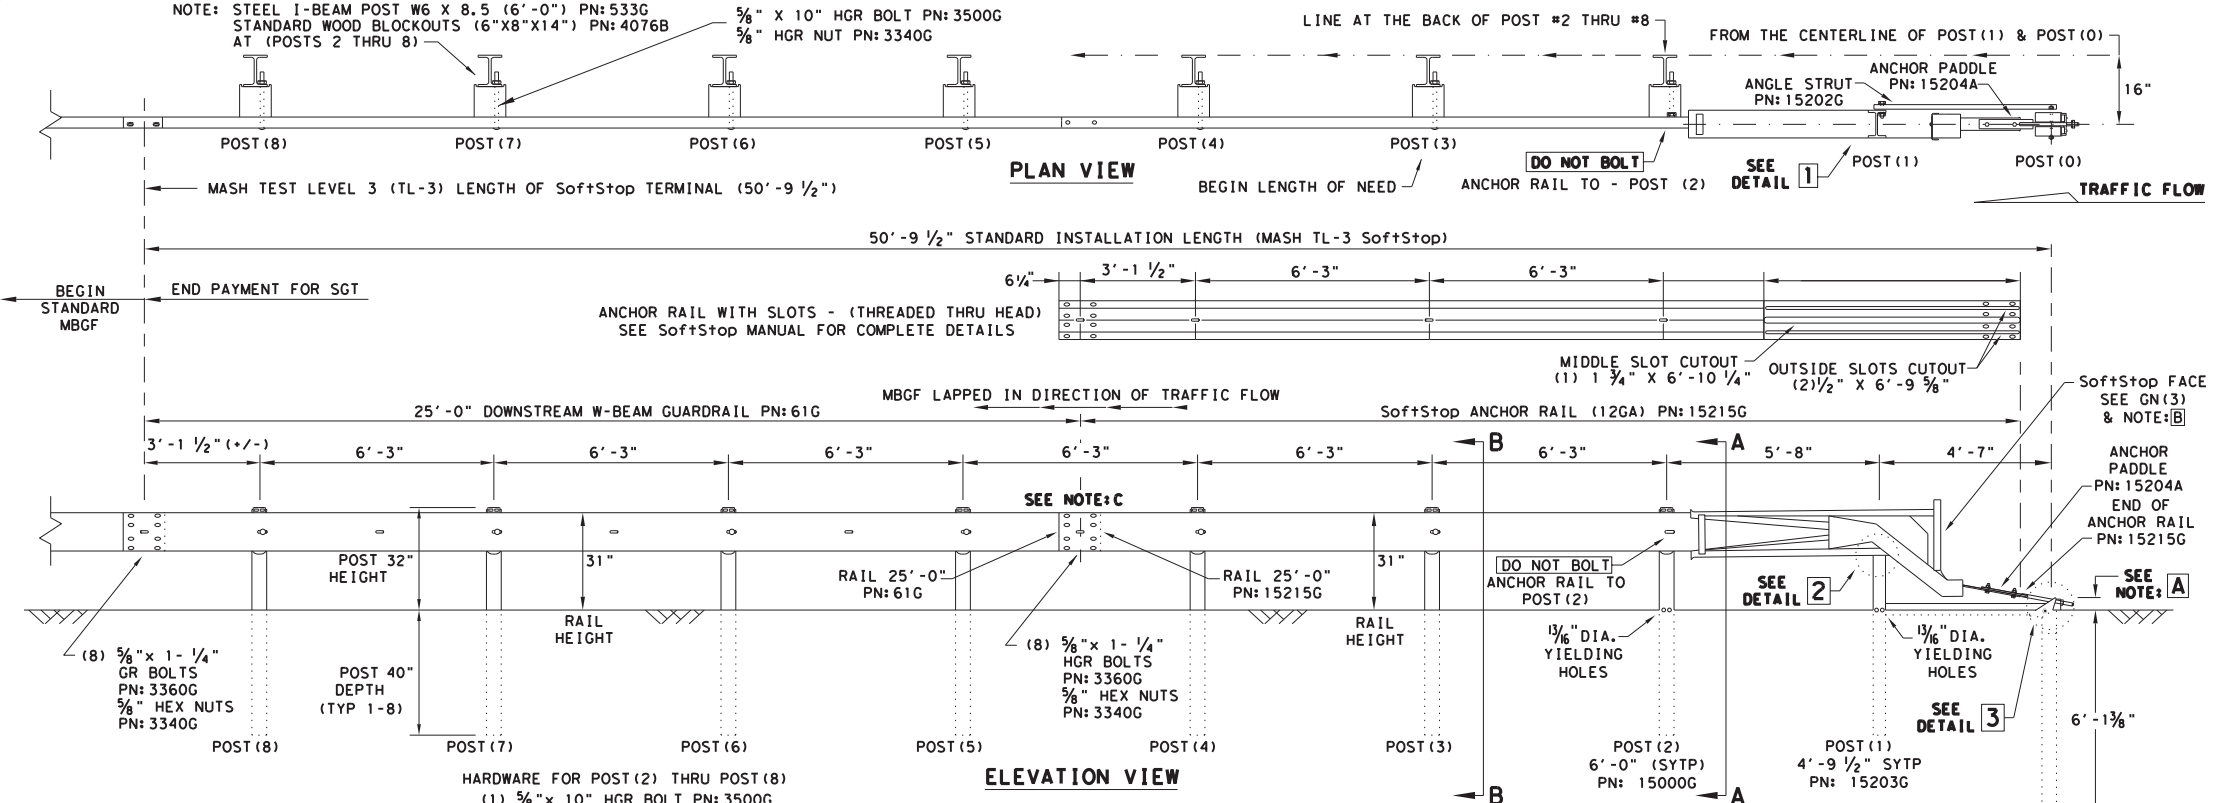 NOTE: STEEL I-BEAM POST W6 X 8.5 (6'-0") PN:533G
STANDARD WOOD BLOCKOUTS (6"X8"X14") PN:4076B
AT (POSTS 2 THRU 8)
5/8" X 10" HGR BOLT PN:3500G
5/8" HGR NUT PN:3340G
LINE AT THE BACK OF POST #2 THRU #8
FROM THE CENTERLINE OF POST(1) & POST(0)
ANGLE STRUT
PN:15202G
ANCHOR PADDLE
PN:15204A
16"
POST(8)
POST(7)
POST(6)
POST(5)
POST(4)
POST(3)
POST(1)
POST(0)
PLAN VIEW
DO NOT BOLT
ANCHOR RAIL TO - POST (2)
SEE
DETAIL 1
BEGIN LENGTH OF NEED
TRAFFIC FLOW
MASH TEST LEVEL 3 (TL-3) LENGTH OF SoftStop TERMINAL (50'-9 1/2")
50'-9 1/2" STANDARD INSTALLATION LENGTH (MASH TL-3 SoftStop)
6 1/4"
3'-1 1/2"
6'-3"
6'-3"
BEGIN
STANDARD
MBGF
END PAYMENT FOR SGT
ANCHOR RAIL WITH SLOTS - (THREADED THRU HEAD)
SEE SoftStop MANUAL FOR COMPLETE DETAILS
MIDDLE SLOT CUTOUT
(1) 1 3/4" X 6'-10 1/4"
OUTSIDE SLOTS CUTOUT
(2)1/2" X 6'-9 5/8"
SoftStop FACE
SEE GN(3)
& NOTE:B
MBGF LAPPED IN DIRECTION OF TRAFFIC FLOW
25'-0" DOWNSTREAM W-BEAM GUARDRAIL PN:61G
SoftStop ANCHOR RAIL (12GA) PN:15215G
3'-1 1/2"(+/-)
6'-3"
6'-3"
6'-3"
6'-3"
6'-3"
6'-3"
5'-8"
4'-7"
B
A
ANCHOR
PADDLE
PN:15204A
END OF
ANCHOR RAIL
PN:15215G
SEE NOTE:C
POST 32"
HEIGHT
31"
RAIL
HEIGHT
RAIL 25'-0"
PN:61G
RAIL 25'-0"
PN:15215G
31"
RAIL
HEIGHT
DO NOT BOLT
ANCHOR RAIL TO
POST(2)
SEE
DETAIL 2
SEE
NOTE: A
(8) 5/8"x 1- 1/4"
GR BOLTS
PN:3360G
5/8" HEX NUTS
PN:3340G
POST 40"
DEPTH
(TYP 1-8)
(8) 5/8"x 1- 1/4"
HGR BOLTS
PN:3360G
5/8" HEX NUTS
PN:3340G
13/16" DIA.
YIELDING
HOLES
13/16" DIA.
YIELDING
HOLES
SEE
DETAIL 3
6'-1 3/8"
POST(8)
POST(7)
POST(6)
POST(5)
POST(4)
POST(3)
POST(2)
6'-0" (SYTP)
PN: 15000G
POST(1)
4'-9 1/2" SYTP
PN: 15203G
HARDWARE FOR POST(2) THRU POST(8)
(1) 5/8"x 10" HGR BOLT PN:3500G
ELEVATION VIEW
B
A